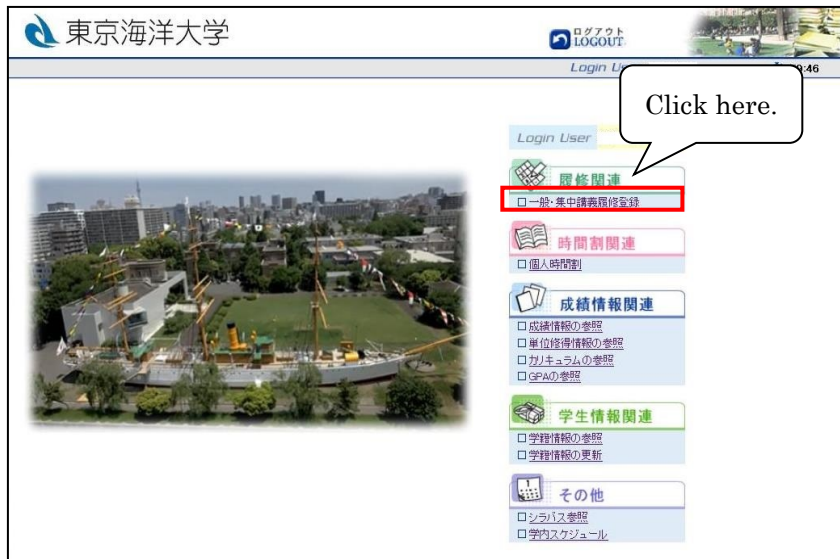 東京海洋大学
ログアウト
LOGOUT
Login Us
:46
Click here.
Login User
履修関連
一般・集中講義履修登録
時間割関連
個人時間割
成績情報関連
成績情報の参照
単位修得情報の参照
カリキュラムの参照
GPAの参照
学生情報関連
学籍情報の参照
学籍情報の更新
その他
シラバス参照
学内スケジュール